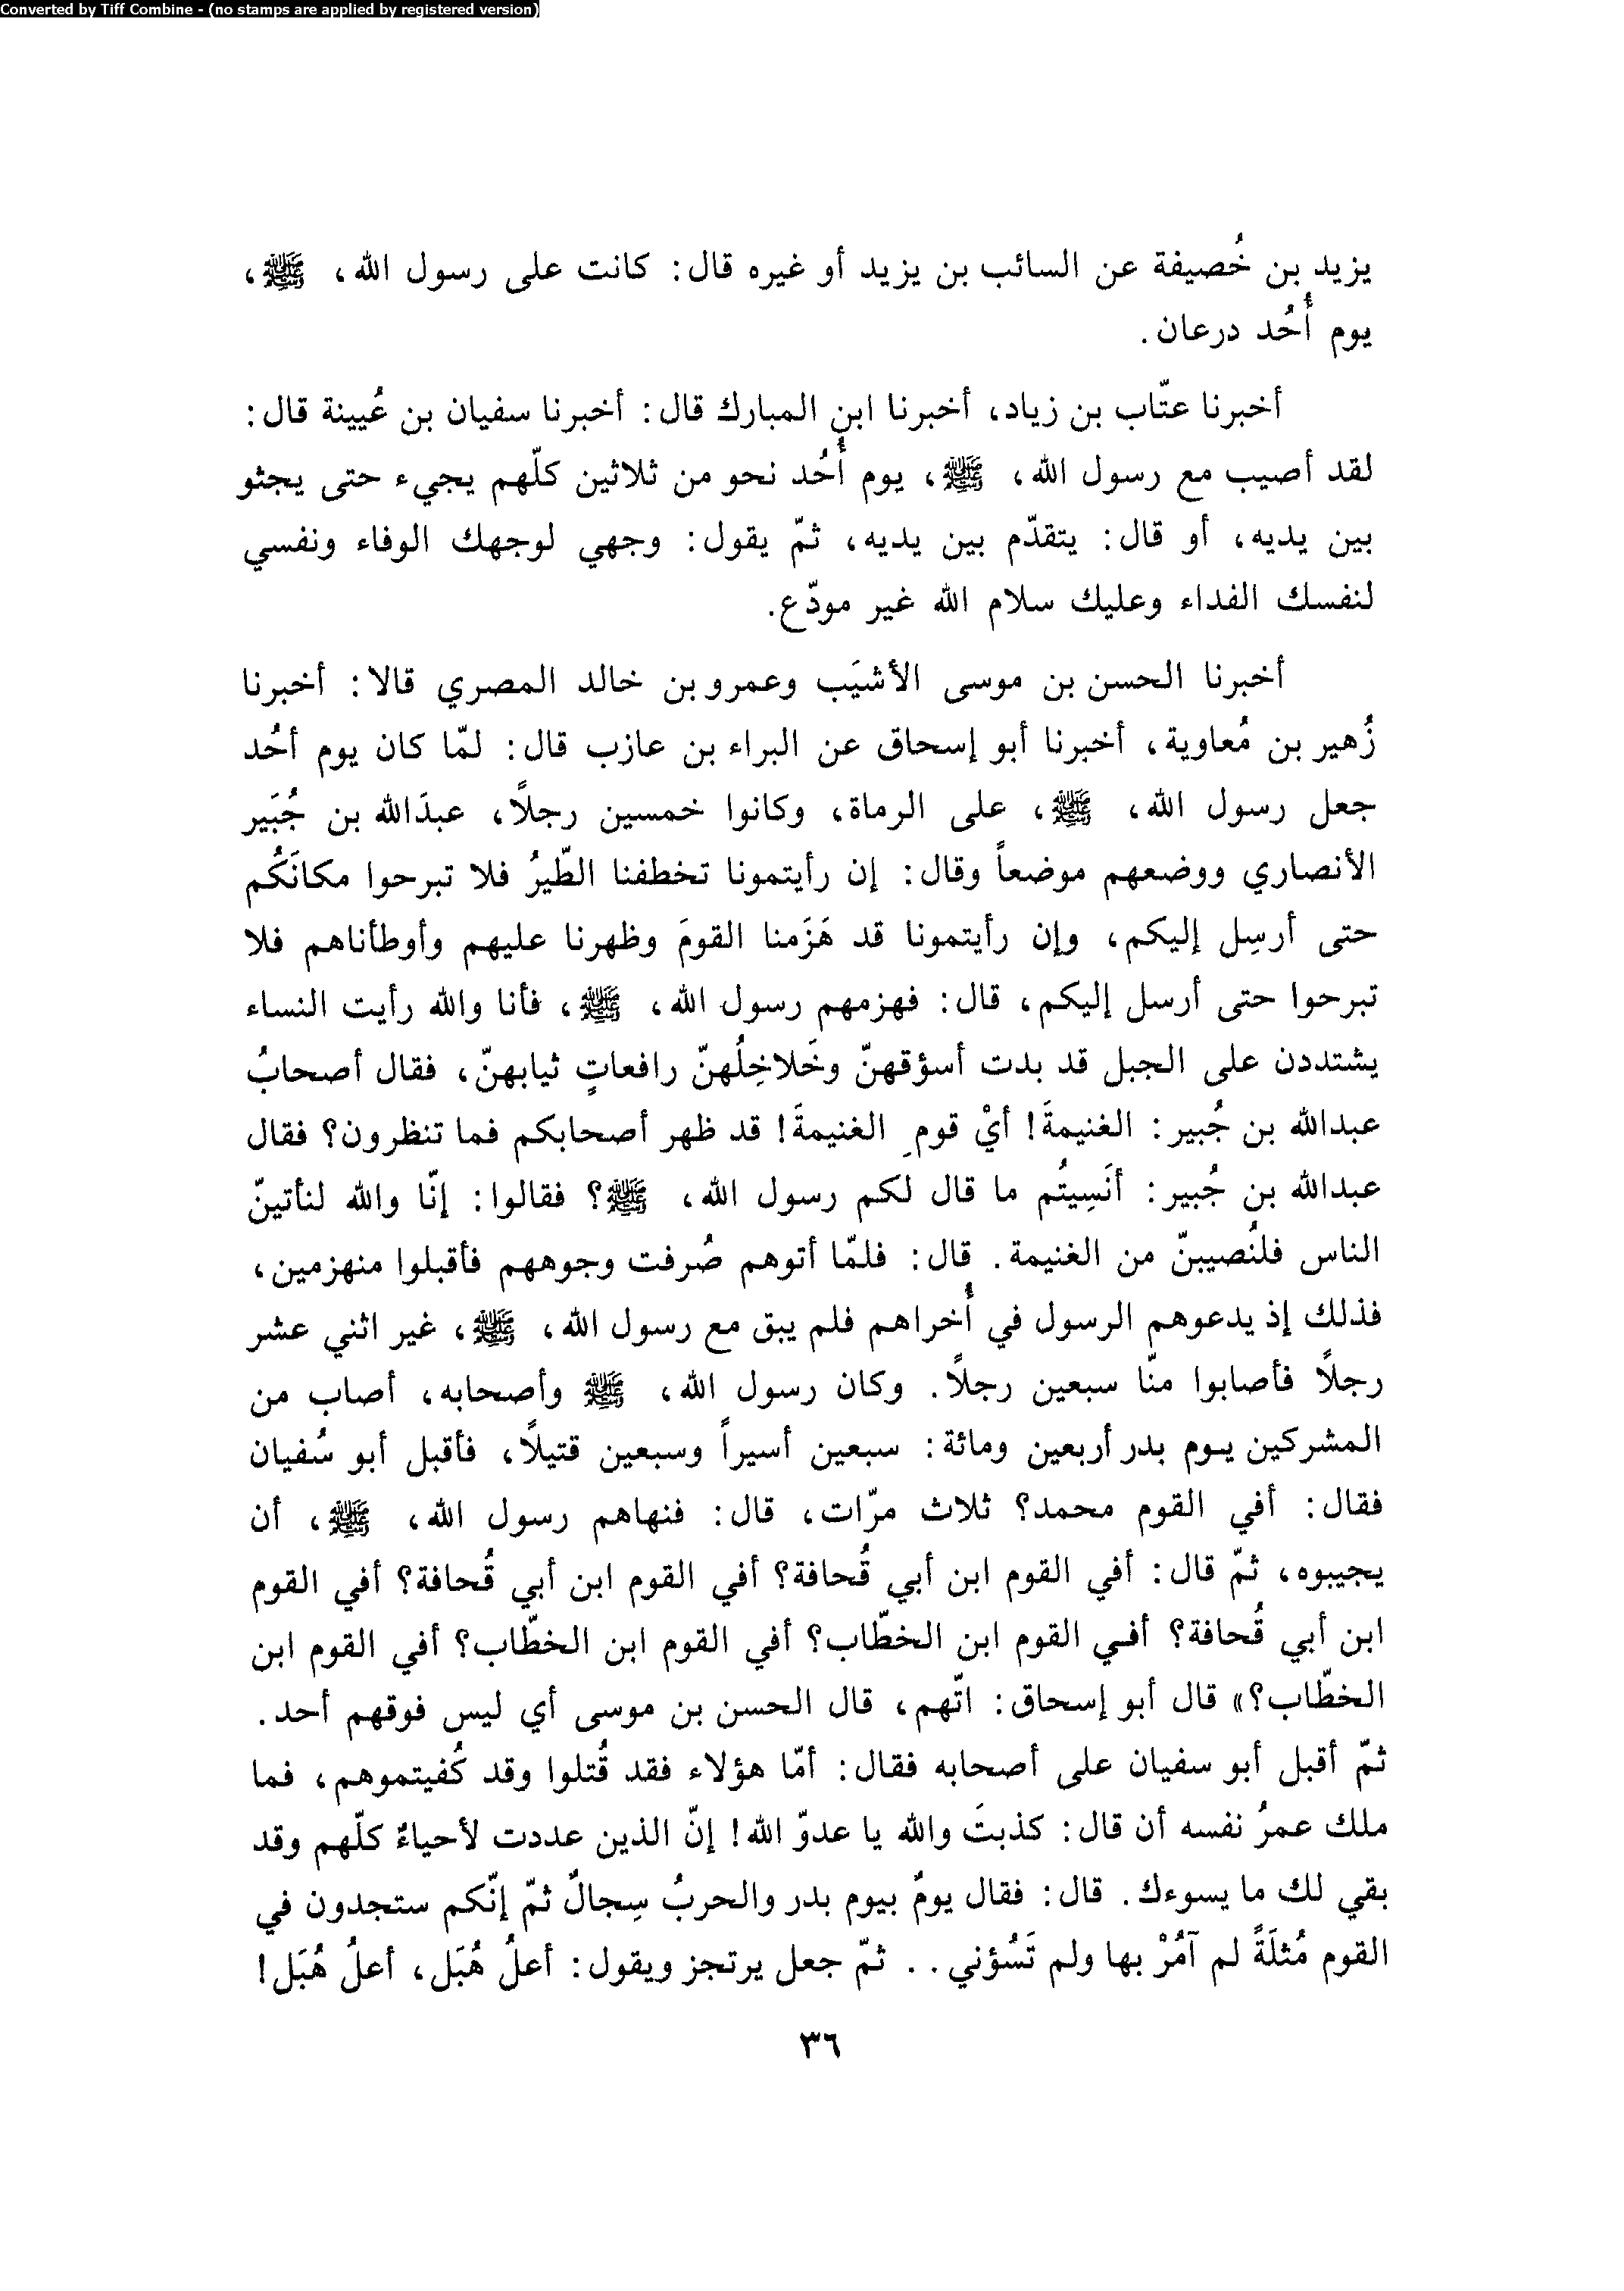 Converted by Tiff Combine - (no stamps are applied by registered version)
يزيد بن خُصيفة عن السائب بن يزيد أو غيره قال: كانت على رسول الله، ﷺ،
يوم أُحُد درعان.
أخبرنا عتّاب بن زياد، أخبرنا ابن المبارك قال: أخبرنا سفيان بن عُيينة قال:
لقد أصيب مع رسول الله، ﷺ، يوم أُحُد نحو من ثلاثين كلّهم يجيء حتى يجثو
بين يديه، أو قال: يتقدّم بين يديه، ثمّ يقول: وجهي لوجهك الوفاء ونفسي
لنفسك الفداء وعليك سلام الله غير مودّع.
أخبرنا الحسن بن موسى الأشيَب وعمرو بن خالد المصري قالا: أخبرنا
زُهير بن مُعاوية، أخبرنا أبو إسحاق عن البراء بن عازب قال: لمّا كان يوم أحُد
جعل رسول الله، ﷺ، على الرماة، وكانوا خمسين رجلاً، عبدَالله بن جُبَير
الأنصاري ووضعهم موضعاً وقال: إن رأيتمونا تخطفنا الطّيرُ فلا تبرحوا مكانَكُم
حتى أرسِل إليكم، وإن رأيتمونا قد هَزَمنا القومَ وظهرنا عليهم وأوطأناهم فلا
تبرحوا حتى أرسل إليكم، قال: فهزمهم رسول الله، ﷺ، فأنا والله رأيت النساء
يشتددن على الجبل قد بدت أسؤقهنّ وخَلاخِلُهنّ رافعاتٍ ثيابهنّ، فقال أصحابُ
عبدالله بن جُبير: الغنيمةَ! أيْ قومِ الغنيمةَ! قد ظهر أصحابكم فما تنظرون؟ فقال
عبدالله بن جُبير: أنَسِيتُم ما قال لكم رسول الله، ﷺ؟ فقالوا: إنّا والله لنأتينّ
الناس فلنُصيبنّ من الغنيمة. قال: فلمّا أتوهم صُرفت وجوههم فأقبلوا منهزمين،
فذلك إذ يدعوهم الرسول في أُخراهم فلم يبق مع رسول الله، ﷺ، غير اثني عشر
رجلاً فأصابوا منّا سبعين رجلاً. وكان رسول الله، ﷺ وأصحابه، أصاب من
المشركين يوم بدر أربعين ومائة: سبعين أسيراً وسبعين قتيلاً، فأقبل أبو سُفيان
فقال: أفي القوم محمد؟ ثلاث مرّات، قال: فنهاهم رسول الله، ﷺ، أن
يجيبوه، ثمّ قال: أفي القوم ابن أبي قُحافة؟ أفي القوم ابن أبي قُحافة؟ أفي القوم
ابن أبي قُحافة؟ أفي القوم ابن الخطّاب؟ أفي القوم ابن الخطّاب؟ أفي القوم ابن
الخطّاب؟» قال أبو إسحاق: اتّهم، قال الحسن بن موسى أي ليس فوقهم أحد.
ثمّ أقبل أبو سفيان على أصحابه فقال: أمّا هؤلاء فقد قُتلوا وقد كُفيتموهم، فما
ملك عمرُ نفسه أن قال: كذبتَ والله يا عدوّ الله! إنّ الذين عددت لأحياءٌ كلّهم وقد
بقي لك ما يسوءك. قال: فقال يومٌ بيوم بدر والحربُ سِجالٌ ثمّ إنّكم ستجدون في
القوم مُثلَةً لم آمُرْ بها ولم تَسُؤني.. ثمّ جعل يرتجز ويقول: أعلُ هُبَل، أعلُ هُبَل!
٣٦